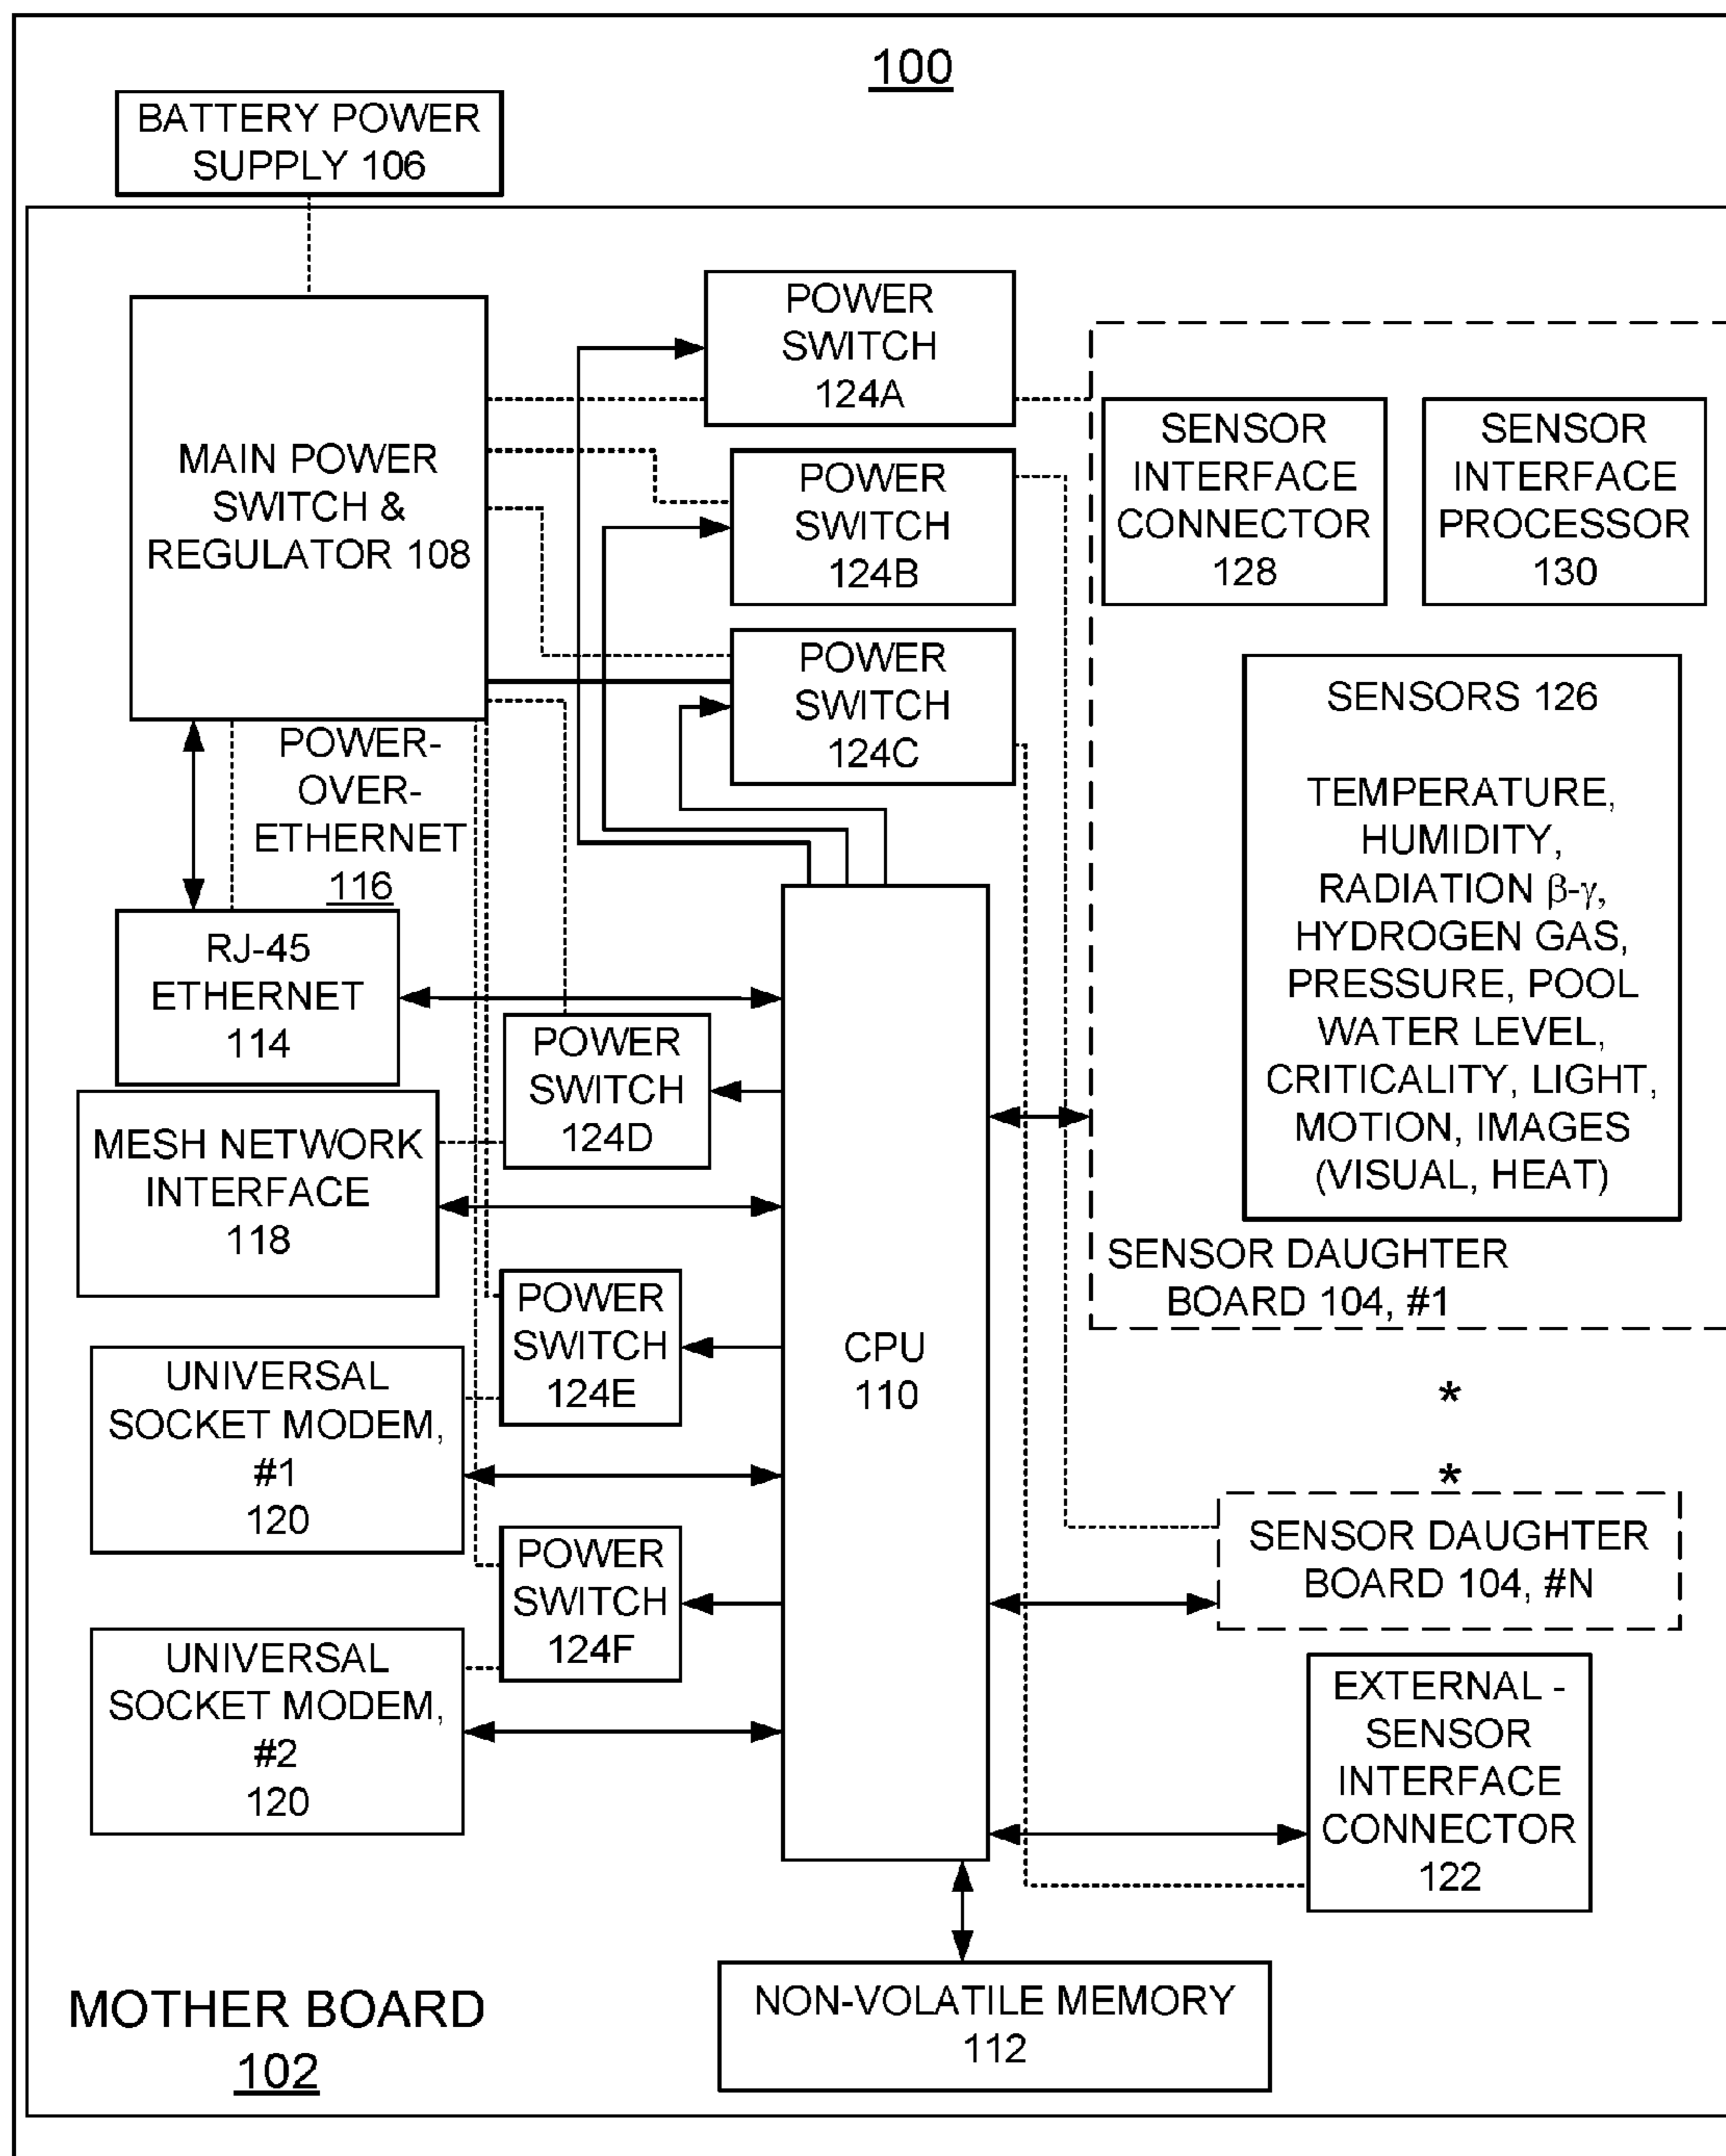 100
BATTERY POWER
SUPPLY 106
MAIN POWER
SWITCH &
REGULATOR 108
POWER
SWITCH
124A
POWER
SWITCH
124B
POWER
SWITCH
124C
SENSOR
INTERFACE
CONNECTOR
128
SENSOR
INTERFACE
PROCESSOR
130
SENSORS 126
TEMPERATURE,
HUMIDITY,
RADIATION β-γ,
HYDROGEN GAS,
PRESSURE, POOL
WATER LEVEL,
CRITICALITY, LIGHT,
MOTION, IMAGES
(VISUAL, HEAT)
SENSOR DAUGHTER
BOARD 104, #1
POWER-
OVER-
ETHERNET
116
RJ-45
ETHERNET
114
POWER
SWITCH
124D
MESH NETWORK
INTERFACE
118
POWER
SWITCH
124E
CPU
110
UNIVERSAL
SOCKET MODEM,
#1
120
*
*
SENSOR DAUGHTER
BOARD 104, #N
POWER
SWITCH
124F
UNIVERSAL
SOCKET MODEM,
#2
120
EXTERNAL -
SENSOR
INTERFACE
CONNECTOR
122
NON-VOLATILE MEMORY
112
MOTHER BOARD
102